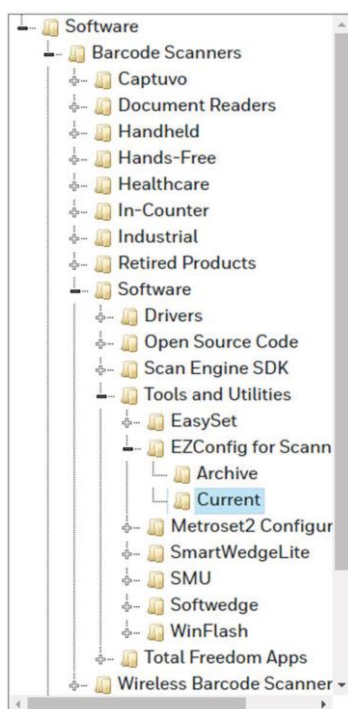 Software
Barcode Scanners
Captuvo
Document Readers
Handheld
Hands-Free
Healthcare
In-Counter
Industrial
Retired Products
Software
Drivers
Open Source Code
Scan Engine SDK
Tools and Utilities
EasySet
EZConfig for Scann
Archive
Current
Metroset2 Configur
SmartWedgeLite
SMU
Softwedge
WinFlash
Total Freedom Apps
Wireless Barcode Scanner